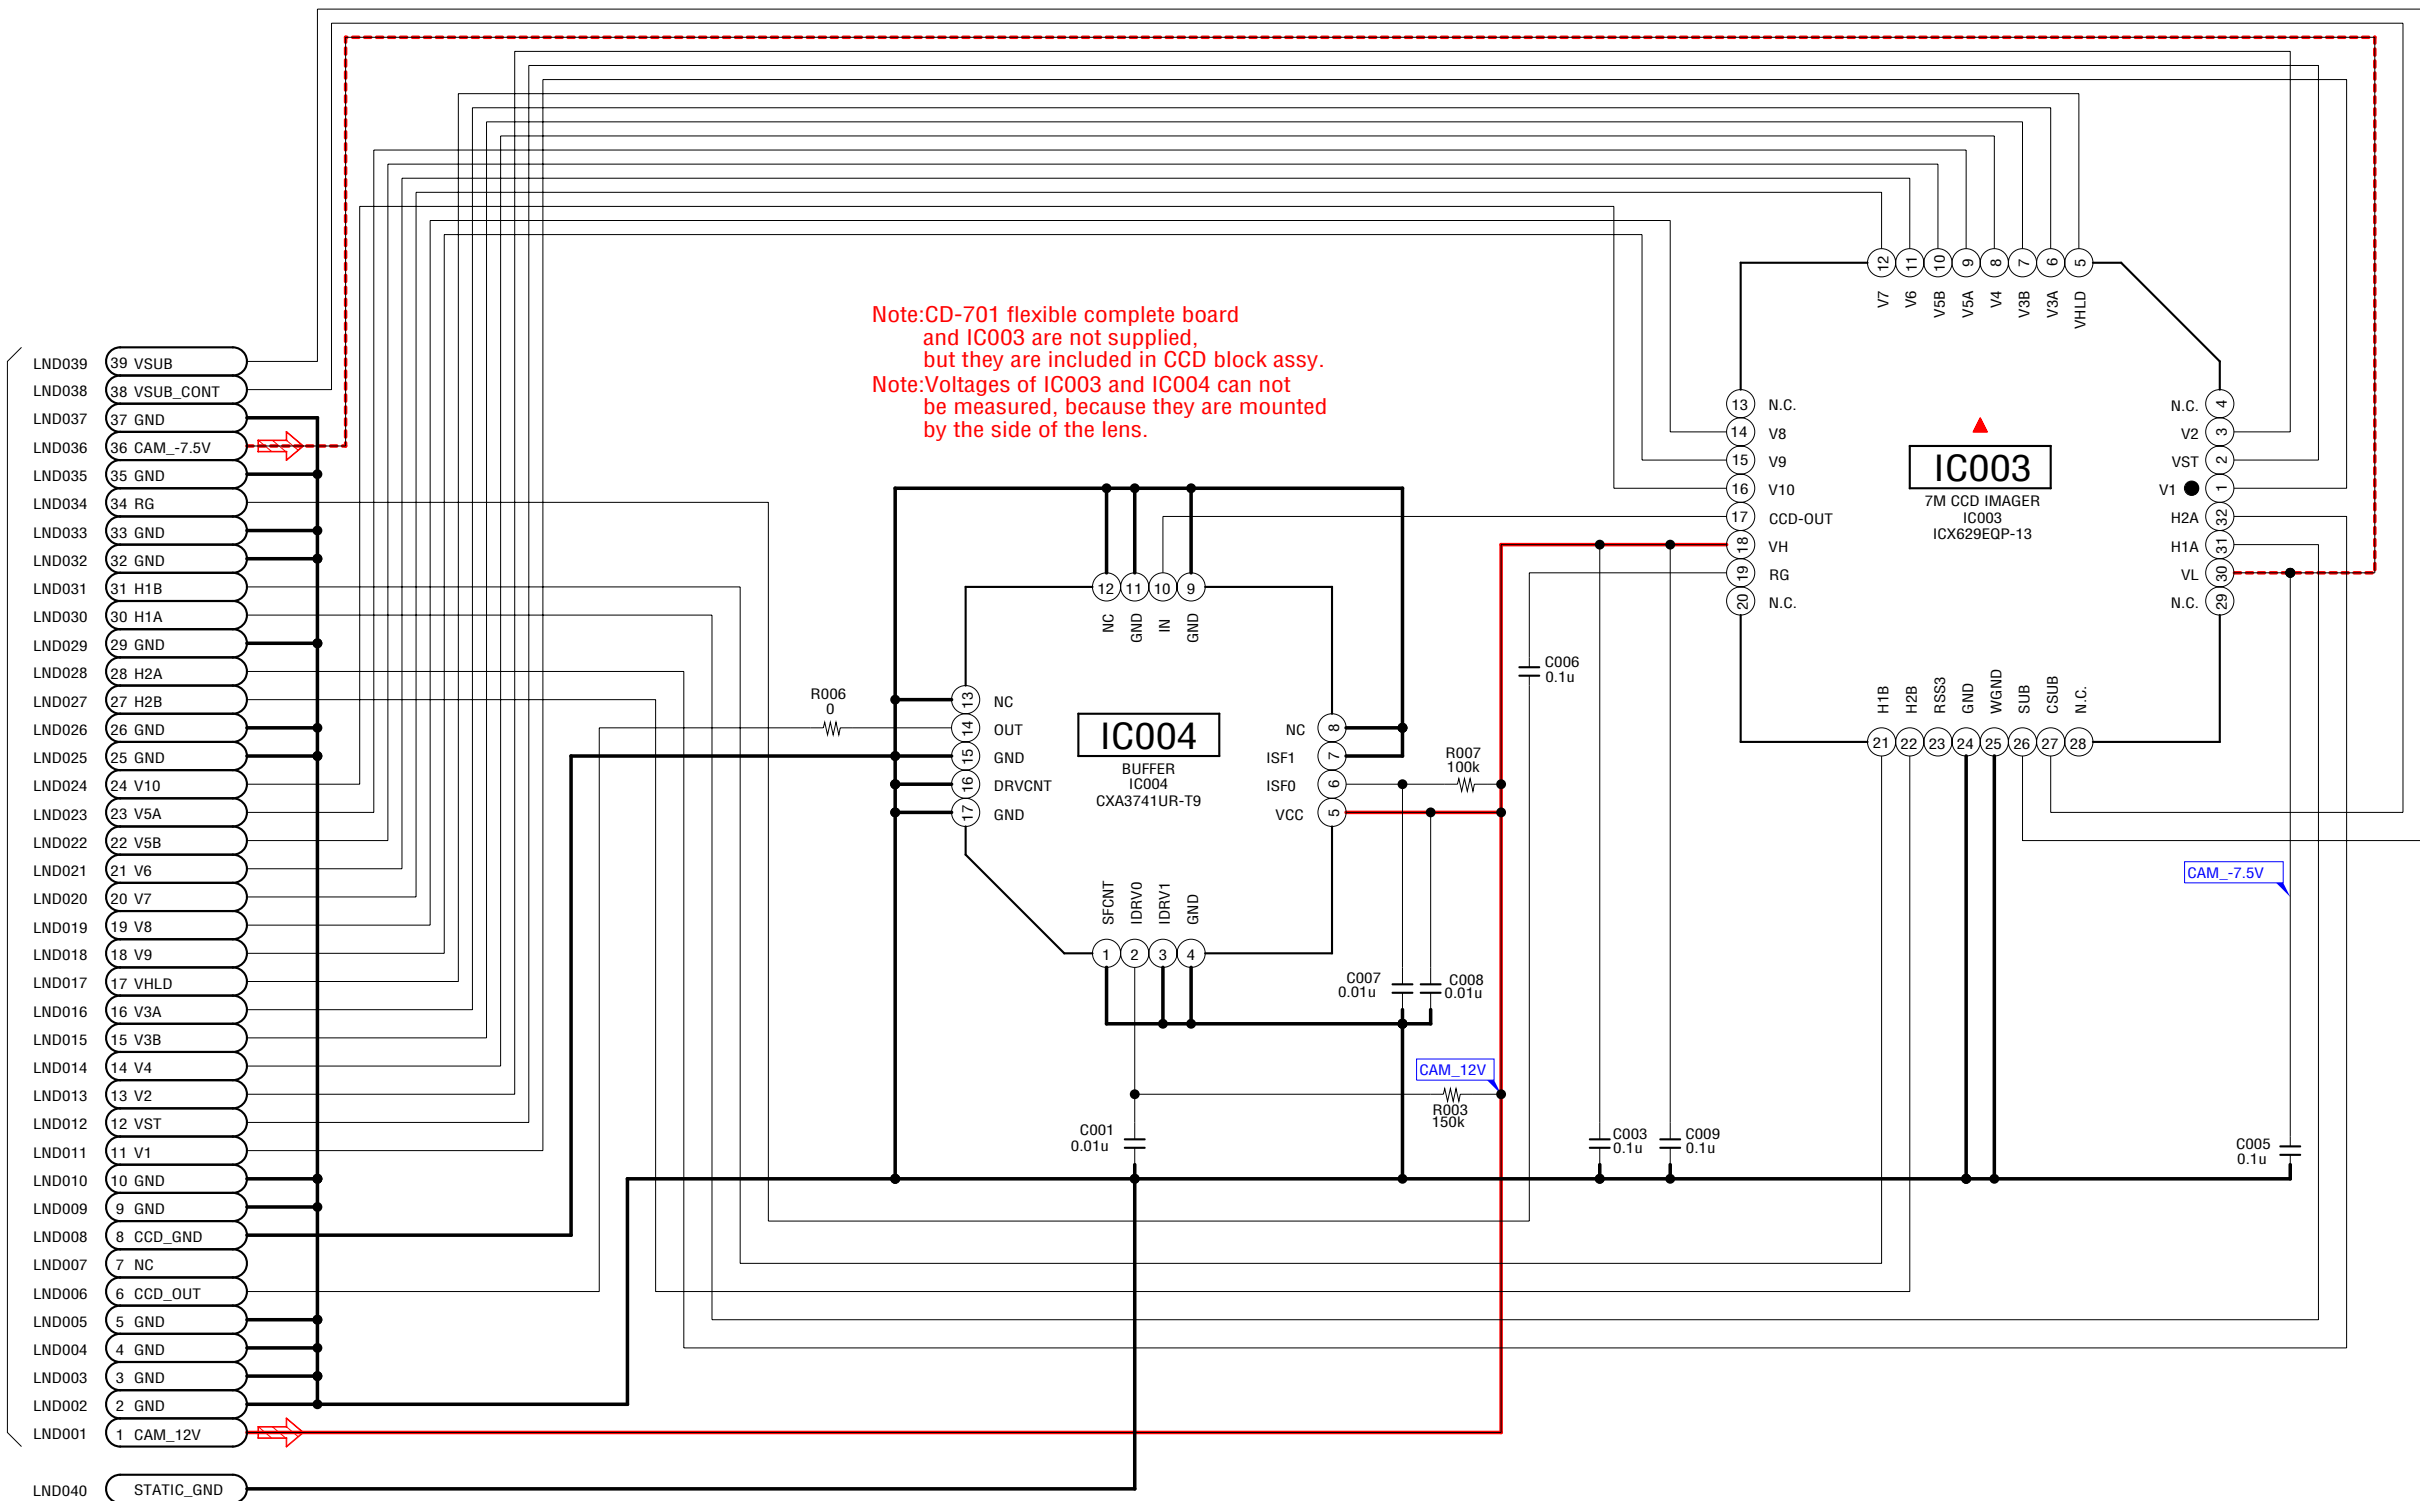 Note:CD-701 flexible complete board
and IC003 are not supplied,
but they are included in CCD block assy.
Note:Voltages of IC003 and IC004 can not
be measured, because they are mounted
by the side of the lens.
LND039 39 VSUB
LND038 38 VSUB_CONT
LND037 37 GND
LND036 36 CAM_-7.5V
LND035 35 GND
LND034 34 RG
LND033 33 GND
LND032 32 GND
LND031 31 H1B
LND030 30 H1A
LND029 29 GND
LND028 28 H2A
LND027 27 H2B
LND026 26 GND
LND025 25 GND
LND024 24 V10
LND023 23 V5A
LND022 22 V5B
LND021 21 V6
LND020 20 V7
LND019 19 V8
LND018 18 V9
LND017 17 VHLD
LND016 16 V3A
LND015 15 V3B
LND014 14 V4
LND013 13 V2
LND012 12 VST
LND011 11 V1
LND010 10 GND
LND009 9 GND
LND008 8 CCD_GND
LND007 7 NC
LND006 6 CCD_OUT
LND005 5 GND
LND004 4 GND
LND003 3 GND
LND002 2 GND
LND001 1 CAM_12V
LND040 STATIC_GND
R006
0
12 11 10 9
NC GND IN GND
13 NC
14 OUT
15 GND
16 DRVCNT
17 GND
IC004
BUFFER
IC004
CXA3741UR-T9
NC 8
ISF1 7
ISF0 6
VCC 5
SFCNT IDRV0 IDRV1 GND
1 2 3 4
R007
100k
C006
0.1u
C007
0.01u
C008
0.01u
CAM_12V
R003
150k
C001
0.01u
C003
0.1u
C009
0.1u
12 11 10 9 8 7 6 5
V7 V6 V5B V5A V4 V3B V3A VHLD
13 N.C.
14 V8
15 V9
16 V10
17 CCD-OUT
18 VH
19 RG
20 N.C.
IC003
7M CCD IMAGER
IC003
ICX629EQP-13
N.C. 4
V2 3
VST 2
V1 1
H2A 32
H1A 31
VL 30
N.C. 29
H1B H2B RSS3 GND WGND SUB CSUB N.C.
21 22 23 24 25 26 27 28
CAM_-7.5V
C005
0.1u